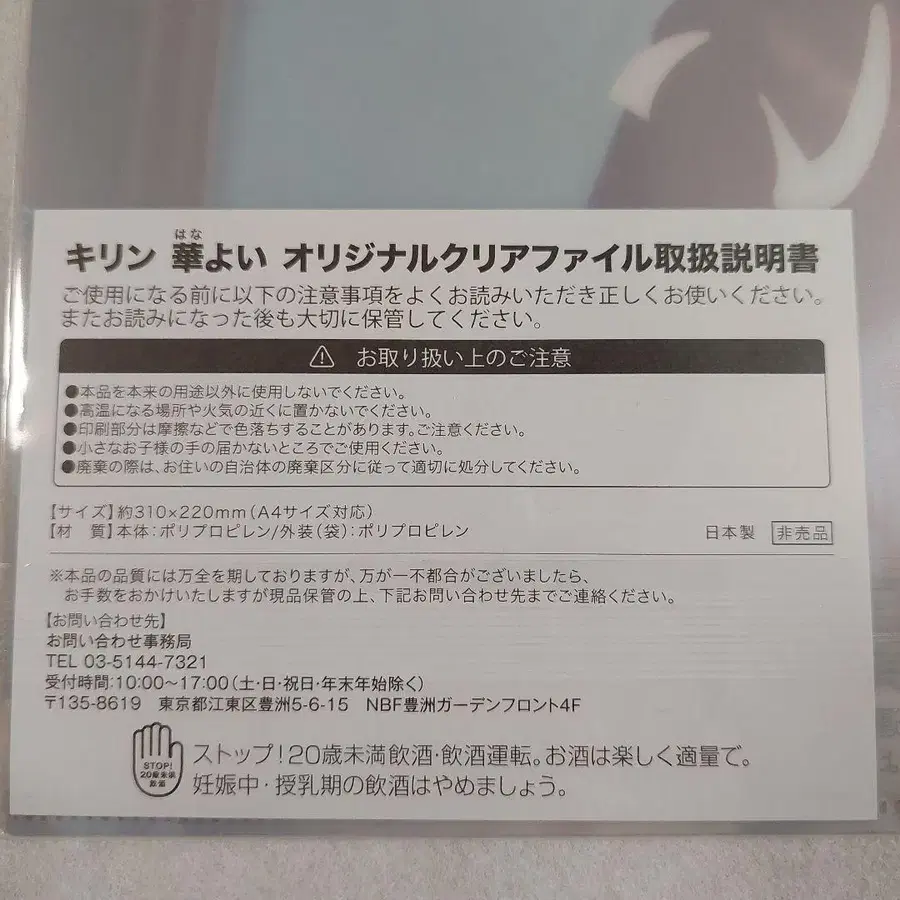 はな
キリン 華よい オリジナルクリアファイル取扱説明書
ご使用になる前に以下の注意事項をよくお読みいただき正しくお使いください。
またお読みになった後も大切に保管してください。
お取り扱い上のご注意
●本品を本来の用途以外に使用しないでください。
●高温になる場所や火気の近くに置かないでください。
●印刷部分は摩擦などで色落ちすることがあります。ご注意ください。
●小さなお子様の手の届かないところでご使用ください。
●廃棄の際は、お住いの自治体の廃棄区分に従って適切に処分してください。
【サイズ】約310×220mm(A4サイズ対応)
【材　質】本体:ポリプロピレン/外装(袋):ポリプロピレン 日本製 非売品
※本品の品質には万全を期しておりますが、万が一不都合がございましたら、
お手数をおかけいたしますが現品保管の上、下記お問い合わせ先までご連絡ください。
【お問い合わせ先】
お問い合わせ事務局
TEL 03-5144-7321
受付時間:10:00～17:00(土・日・祝日・年末年始除く)
〒135-8619　東京都江東区豊洲5-6-15　NBF豊洲ガーデンフロント4F
STOP!
20歳未満
飲酒
ストップ!20歳未満飲酒・飲酒運転。お酒は楽しく適量で。
妊娠中・授乳期の飲酒はやめましょう。